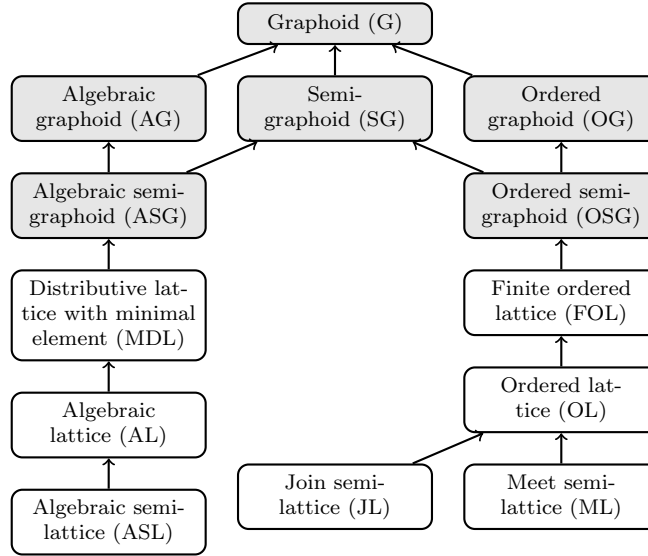 Graphoid (G)
Algebraic
graphoid (AG)
Semi-
graphoid (SG)
Ordered
graphoid (OG)
Algebraic semi-
graphoid (ASG)
Ordered semi-
graphoid (OSG)
Distributive lat-
tice with minimal
element (MDL)
Finite ordered
lattice (FOL)
Algebraic
lattice (AL)
Ordered lat-
tice (OL)
Algebraic semi-
lattice (ASL)
Join semi-
lattice (JL)
Meet semi-
lattice (ML)